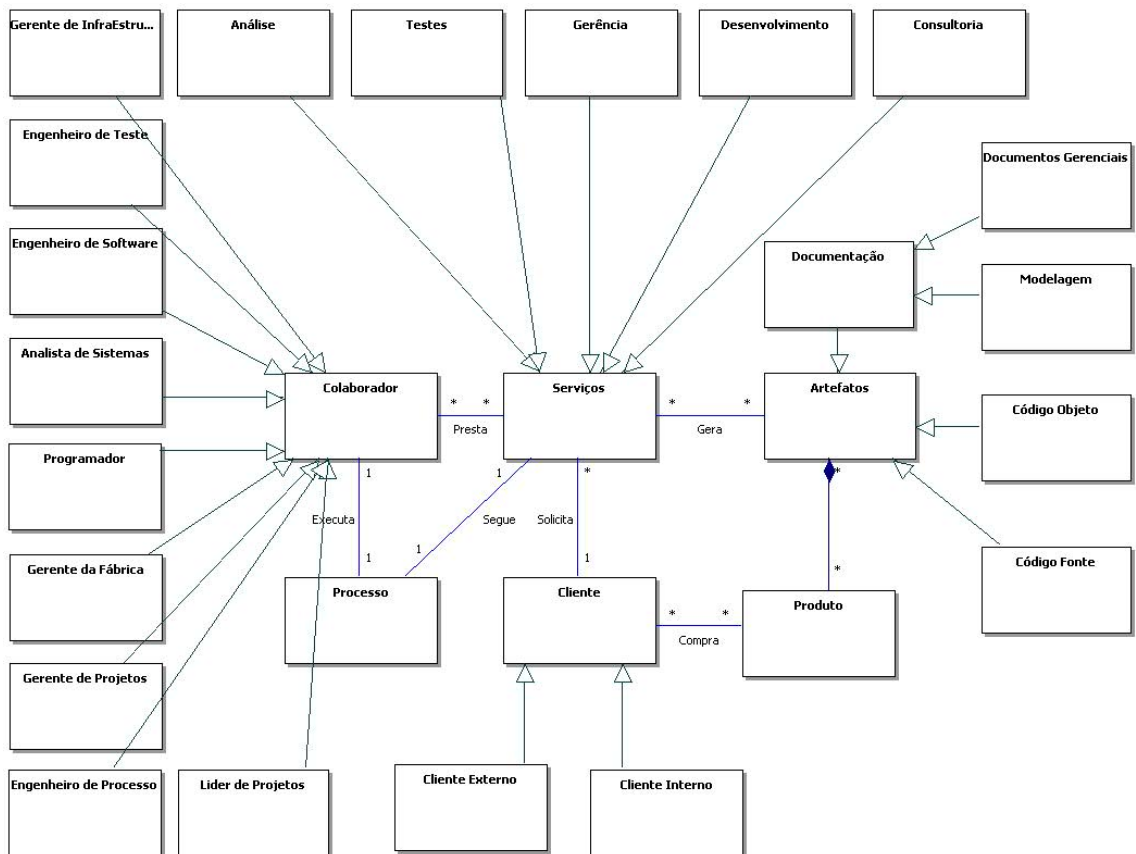 Gerente de InfraEstru...
Análise
Testes
Gerência
Desenvolvimento
Consultoria
Engenheiro de Teste
Documentos Gerenciais
Engenheiro de Software
Documentação
Modelagem
Analista de Sistemas
Colaborador
Serviços
Artefatos
* *
Presta
* *
Gera
Código Objeto
Programador
1
1
*
*
Executa
Segue
Solicita
1
1
1
*
Gerente da Fábrica
Processo
Cliente
Produto
Código Fonte
* *
Compra
Gerente de Projetos
Engenheiro de Processo
Lider de Projetos
Cliente Externo
Cliente Interno